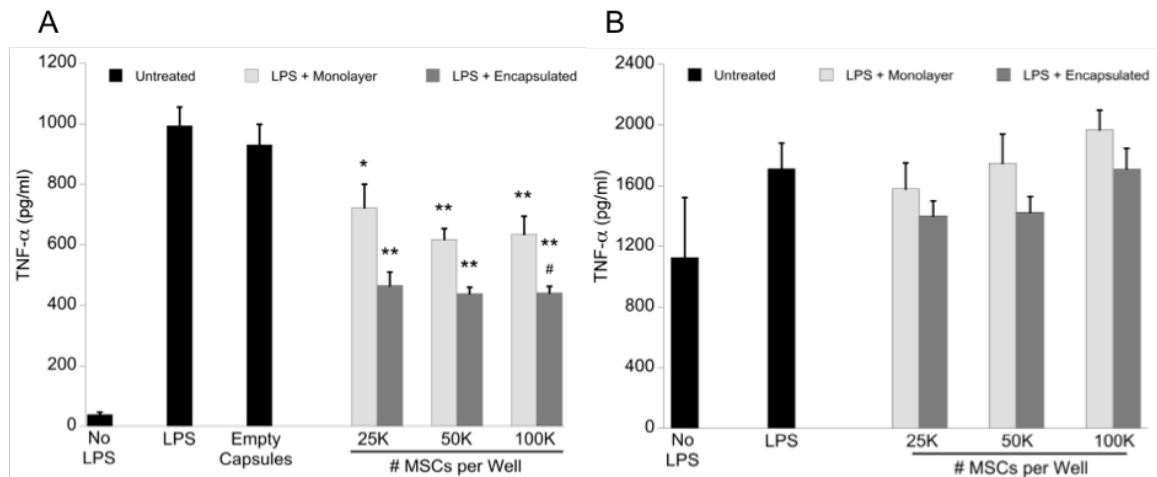 A
1200
1000
800
600
400
200
0
TNF-α (pg/ml)
Untreated LPS + Monolayer LPS + Encapsulated
*
**
**
**
**
**
#
No LPS
LPS
Empty Capsules
25K 50K 100K
# MSCs per Well
B
2400
2000
1600
1200
800
400
0
TNF-α (pg/ml)
Untreated LPS + Monolayer LPS + Encapsulated
No LPS
LPS
25K 50K 100K
# MSCs per Well